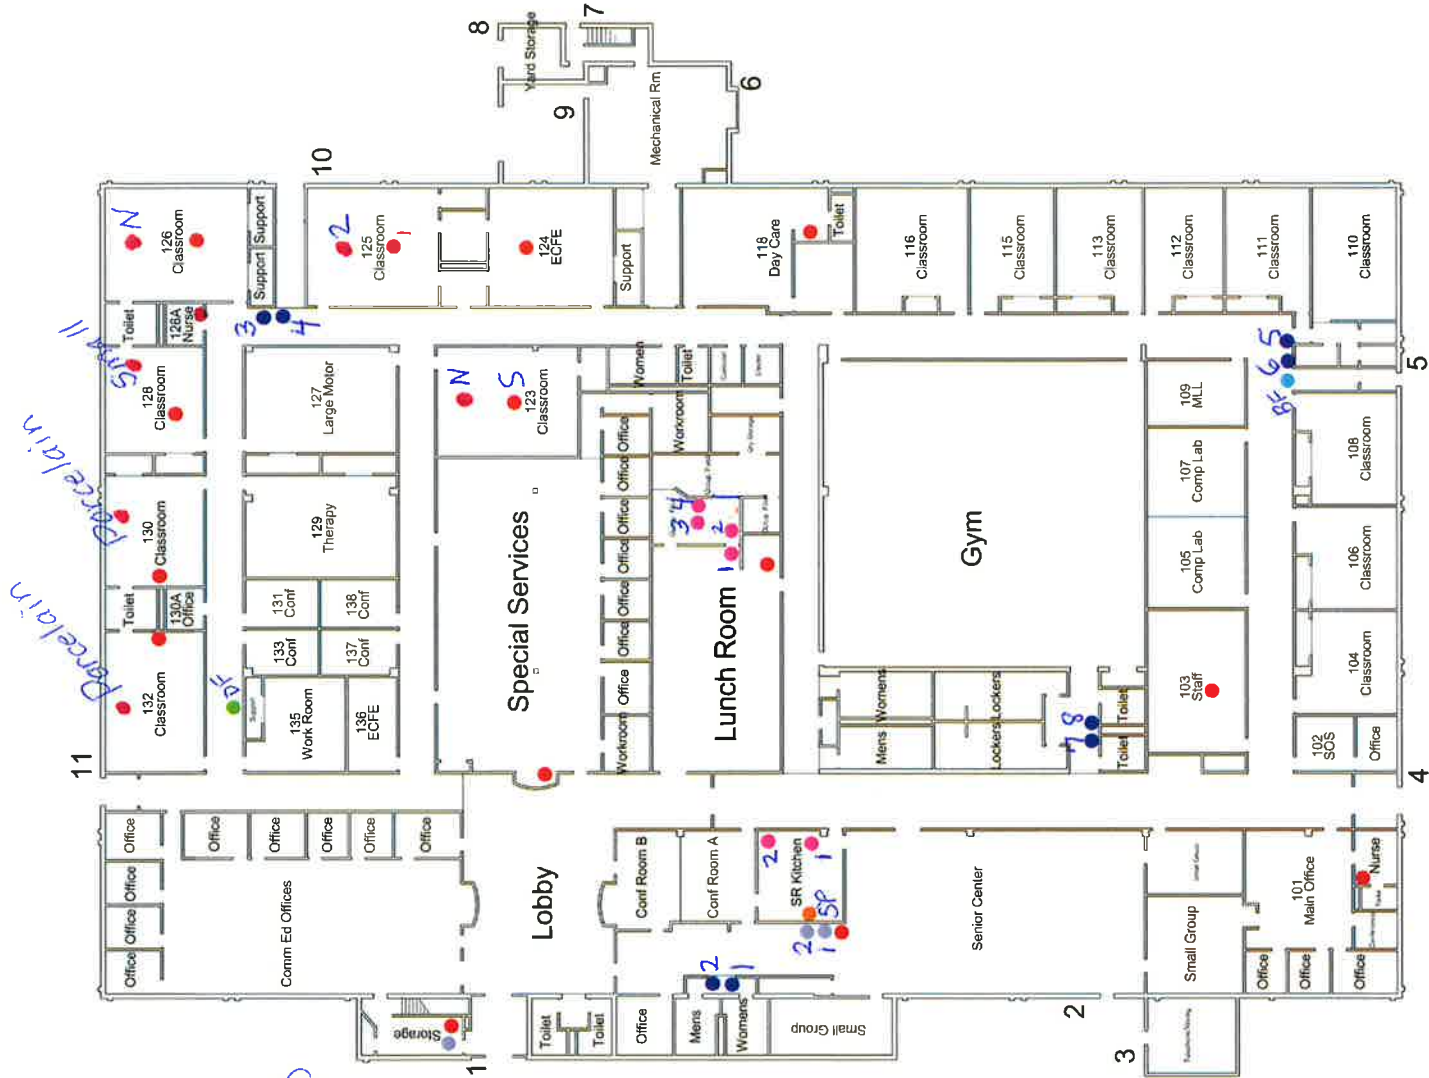 8
7
Yard Storage
9
6
Mechanical Rm
10
11
N
126
Classroom
Support
Support
Toilet
126A
Nurse
3
4
2
125
Classroom
1
124
ECFE
Support
118
Day Care
Toilet
116
Classroom
115
Classroom
113
Classroom
112
Classroom
111
Classroom
110
Classroom
Small
128
Classroom
Porcelain
130
Classroom
Toilet
130A
Office
Porcelain
132
Classroom
DF
127
Large Motor
129
Therapy
131
Conf
138
Conf
133
Conf
137
Conf
Support
135
Work Room
136
ECFE
N
S
123
Classroom
Women
Toilet
Workroom
Special Services
Office
Office
Office
Office
Office
Office
Office
Workroom
Lunch Room
3
4
2
1
Gym
Mens
Womens
Lockers
Lockers
7
8
Toilet
Toilet
109
MLL
107
Comp Lab
105
Comp Lab
103
Staff
5
6
BF
5
108
Classroom
106
Classroom
104
Classroom
102
SOS
Office
4
Office
Office
Office
Office
Office
Office
Office
Office
Office
Comm Ed Offices
Lobby
Conf Room B
Conf Room A
SR Kitchen
2
1
SP
2
1
2
1
Senior Center
Storage
1
Toilet
Toilet
Office
Mens
Womens
Small Group
2
3
Small Group
101
Main Office
Nurse
Office
Office
Office